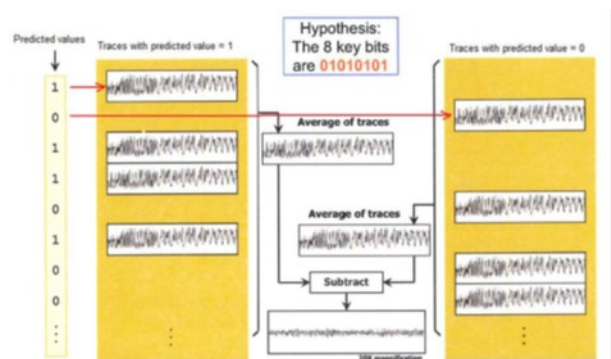 Predicted values
Traces with predicted value = 1
Hypothesis:
The 8 key bits
are 01010101
Traces with predicted value = 0
1
0
1
1
0
1
0
0
Average of traces
Average of traces
Subtract